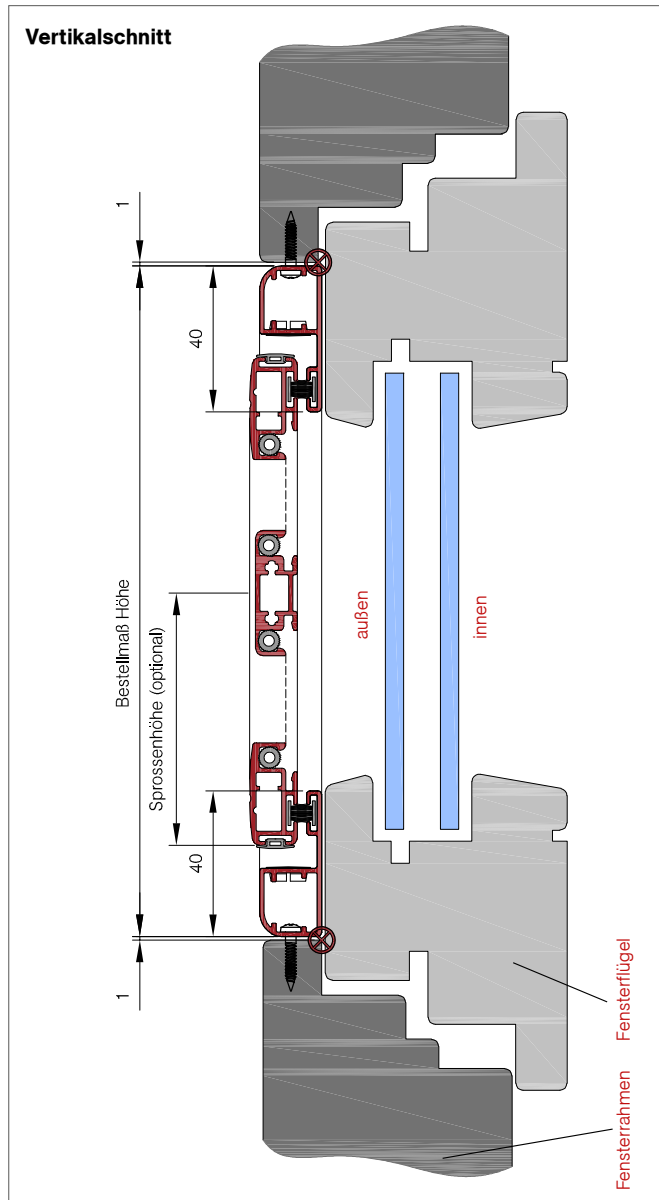 Vertikalschnitt
1
40
Bestellmaß Höhe
Sprossenhöhe (optional)
außen
innen
40
1
Fensterflügel
Fensterrahmen